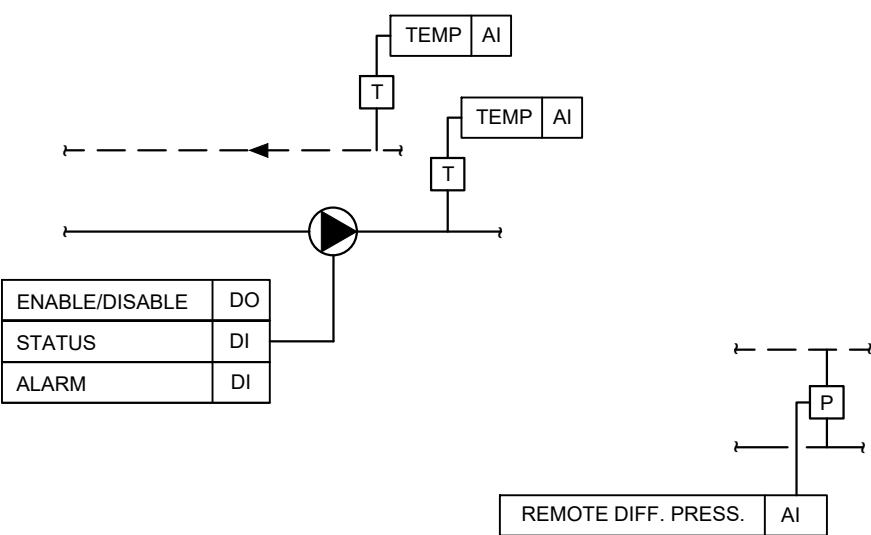 TEMP AI
T
TEMP AI
T
ENABLE/DISABLE DO
STATUS DI
ALARM DI
P
REMOTE DIFF. PRESS. AI